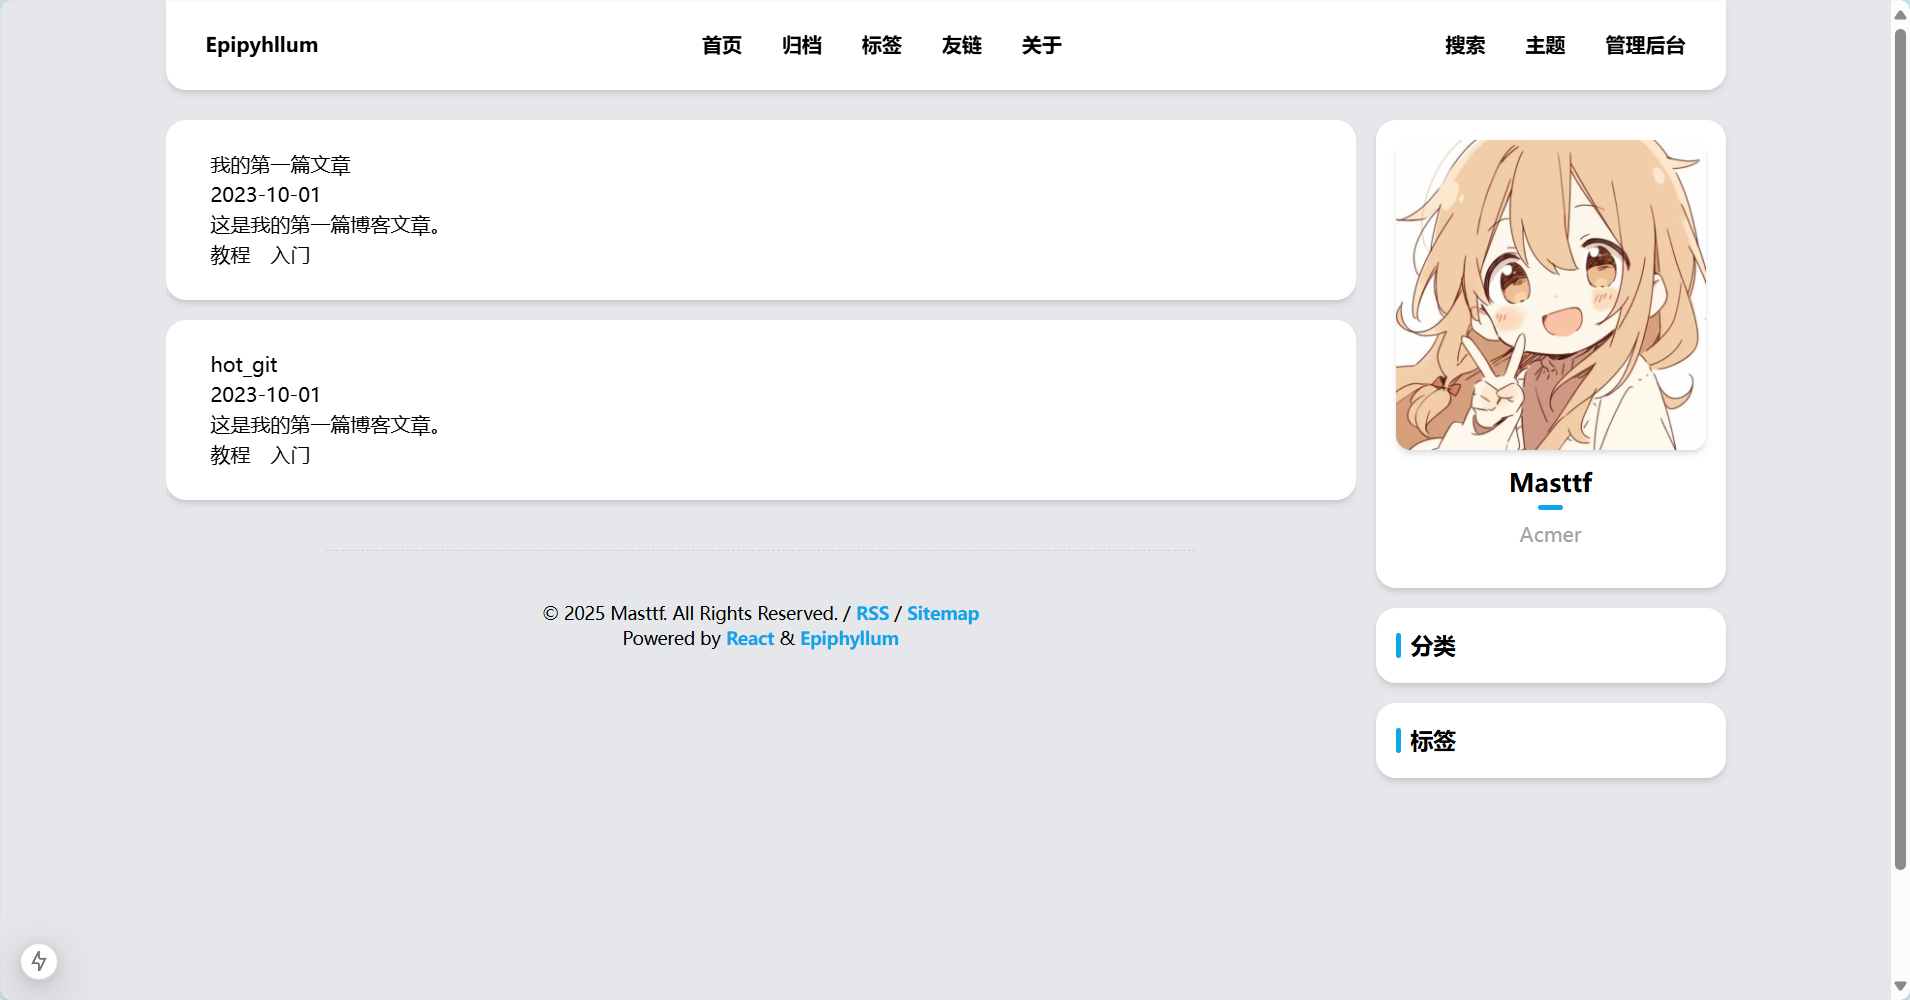 Epipyhllum 首页 归档 标签 友链 关于 搜索 主题 管理后台
我的第一篇文章
2023-10-01
这是我的第一篇博客文章。
教程 入门
hot_git
2023-10-01
这是我的第一篇博客文章。
教程 入门
© 2025 Masttf. All Rights Reserved. / RSS / Sitemap
Powered by React & Epiphyllum
Masttf
Acmer
分类
标签